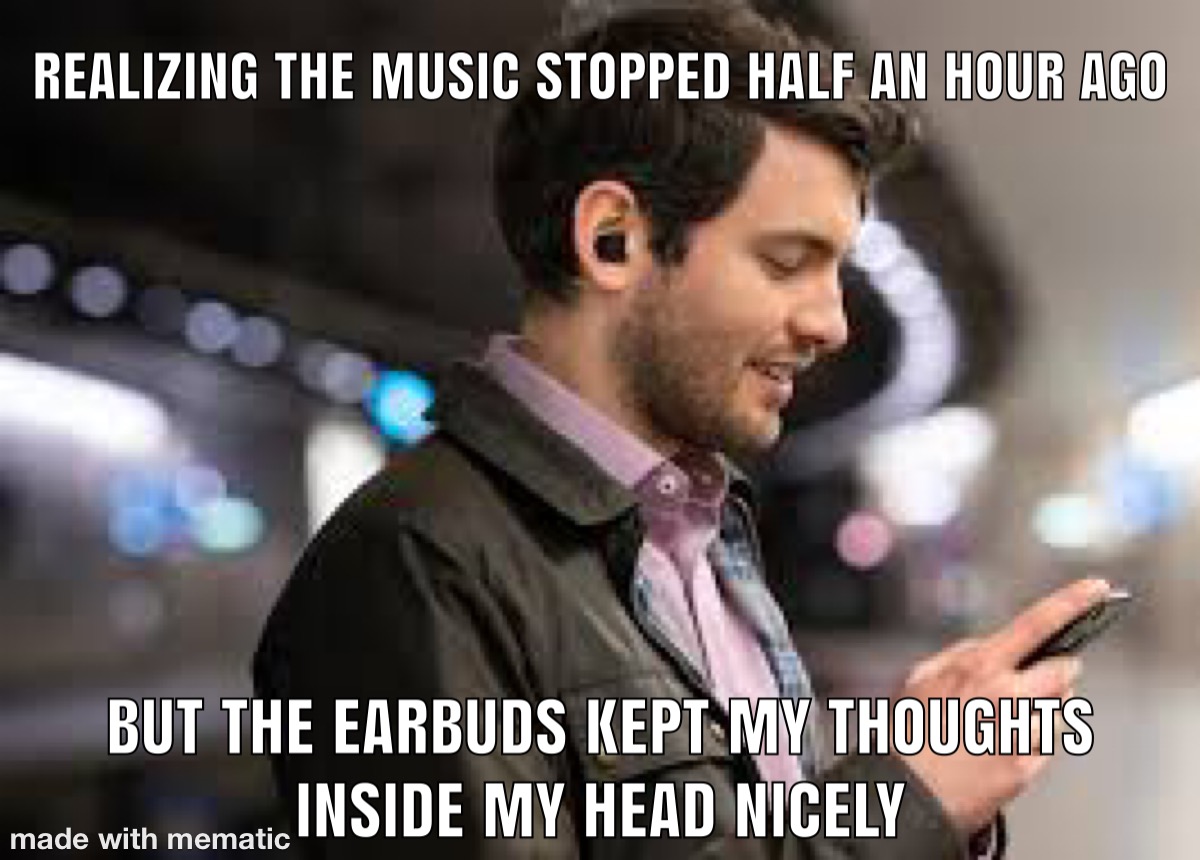 REALIZING THE MUSIC STOPPED HALF AN HOUR AGO
BUT THE EARBUDS KEPT MY THOUGHTS
INSIDE MY HEAD NICELY
made with mematic